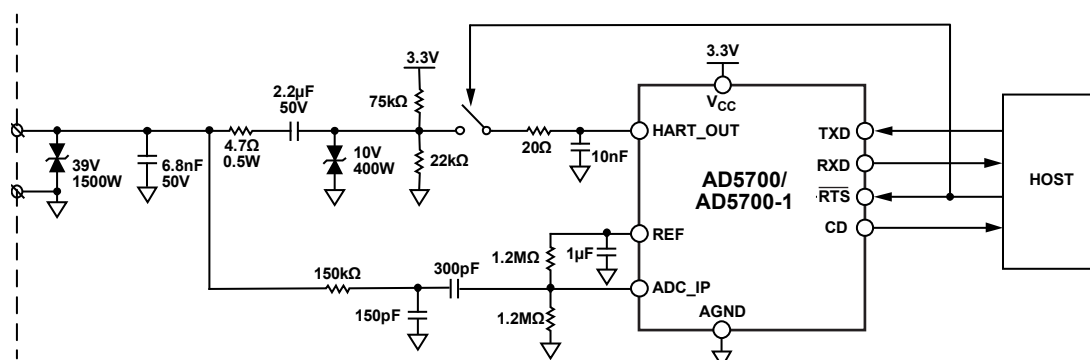 3.3V
3.3V
2.2µF
50V
75kΩ
VCC
4.7Ω
0.5W
HART_OUT
TXD
39V
1500W
6.8nF
50V
10V
400W
22kΩ
20Ω
10nF
RXD
HOST
AD5700/
AD5700-1
RTS
REF
CD
1.2MΩ
1µF
150kΩ
300pF
ADC_IP
150pF
1.2MΩ
AGND